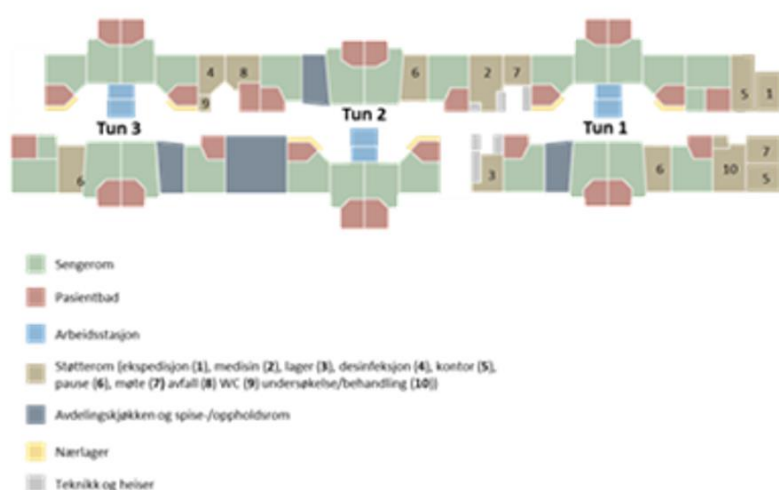 4 8 6 2 7 5 1
9
Tun 3 Tun 2 Tun 1
6 3 6 10 7 5
Sengerom
Pasientbad
Arbeidsstasjon
Støtterom (ekspedisjon (1), medisin (2), lager (3), desinfeksjon (4), kontor (5),
pause (6), møte (7) avfall (8) WC (9) undersøkelse/behandling (10))
Avdelingskjøkken og spise-/oppholdsrom
Nærlager
Teknikk og heiser